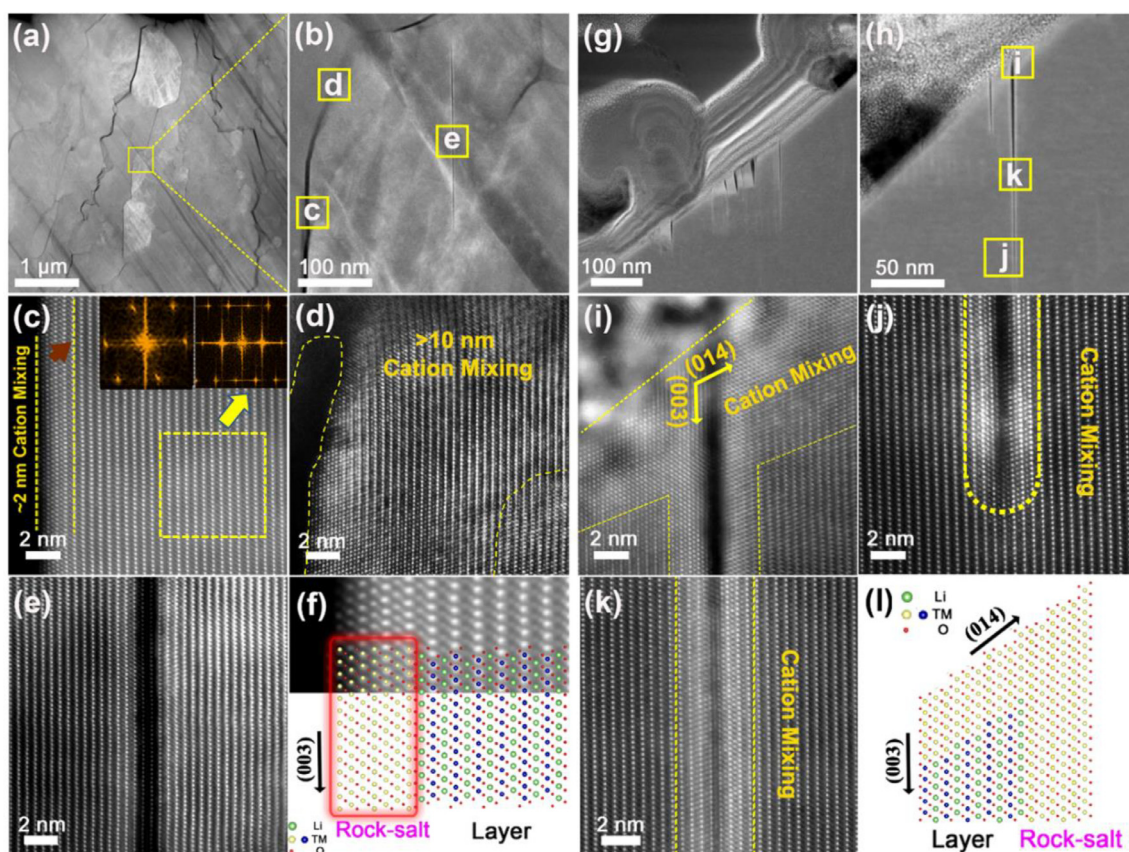 (a)
1 µm
(b)
d
e
c
100 nm
(g)
100 nm
(h)
i
k
j
50 nm
(c)
~2 nm Cation Mixing
2 nm
(d)
>10 nm
Cation Mixing
2 nm
(i)
(014)
(003)
Cation Mixing
2 nm
(j)
Cation Mixing
2 nm
(e)
2 nm
(f)
(003)
Li
TM
O
Rock-salt
Layer
(k)
Cation Mixing
2 nm
(l)
Li
TM
O
(014)
(003)
Layer
Rock-salt